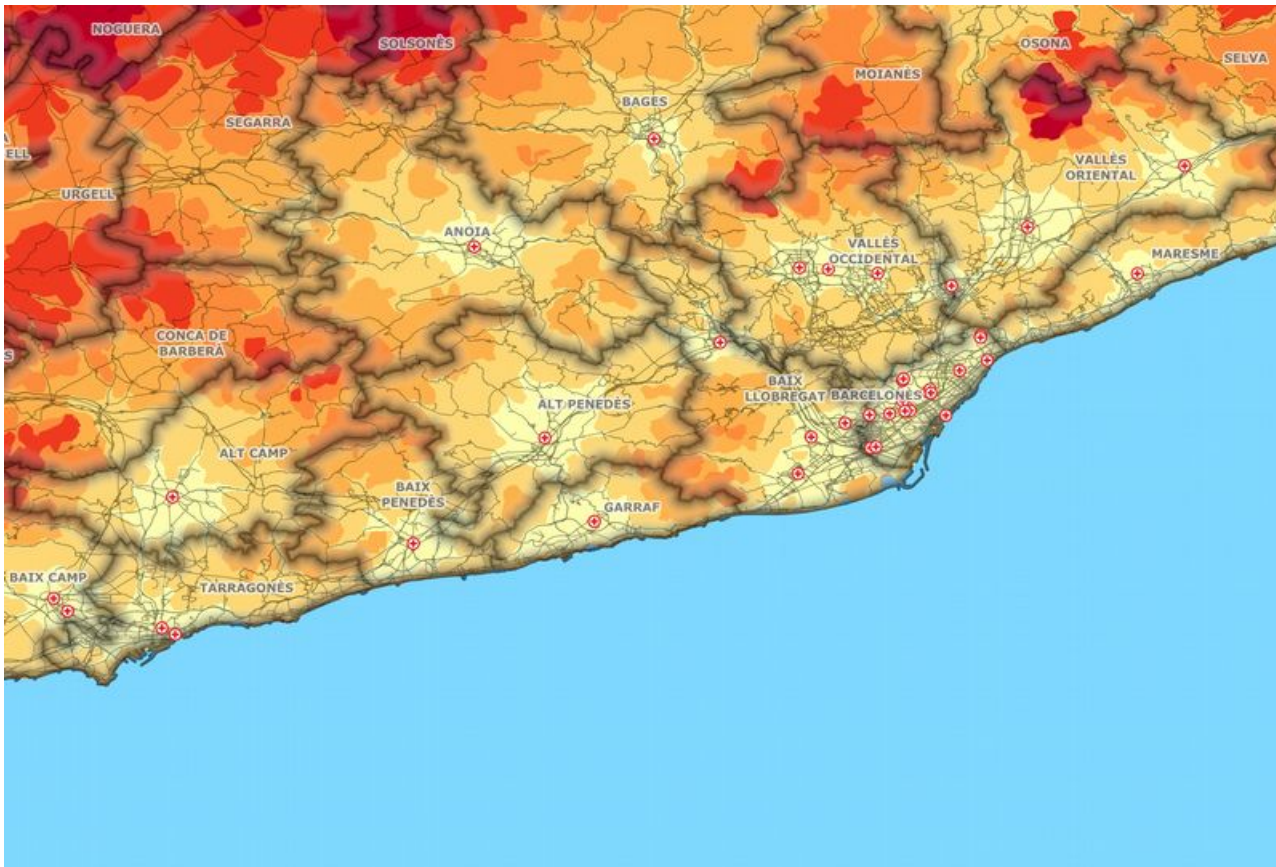 NOGUERA
SOLSONÈS
OSONA
SELVA
MOIANÈS
BAGES
SEGARRA
ELL
VALLÈS
ORIENTAL
URGELL
ANOIA
VALLÈS
OCCIDENTAL
MARESME
CONCA DE
BARBERÀ
BAIX
LLOBREGAT
BARCELONÈS
ALT PENEDÈS
ALT CAMP
BAIX
PENEDÈS
GARRAF
BAIX CAMP
TARRAGONÈS